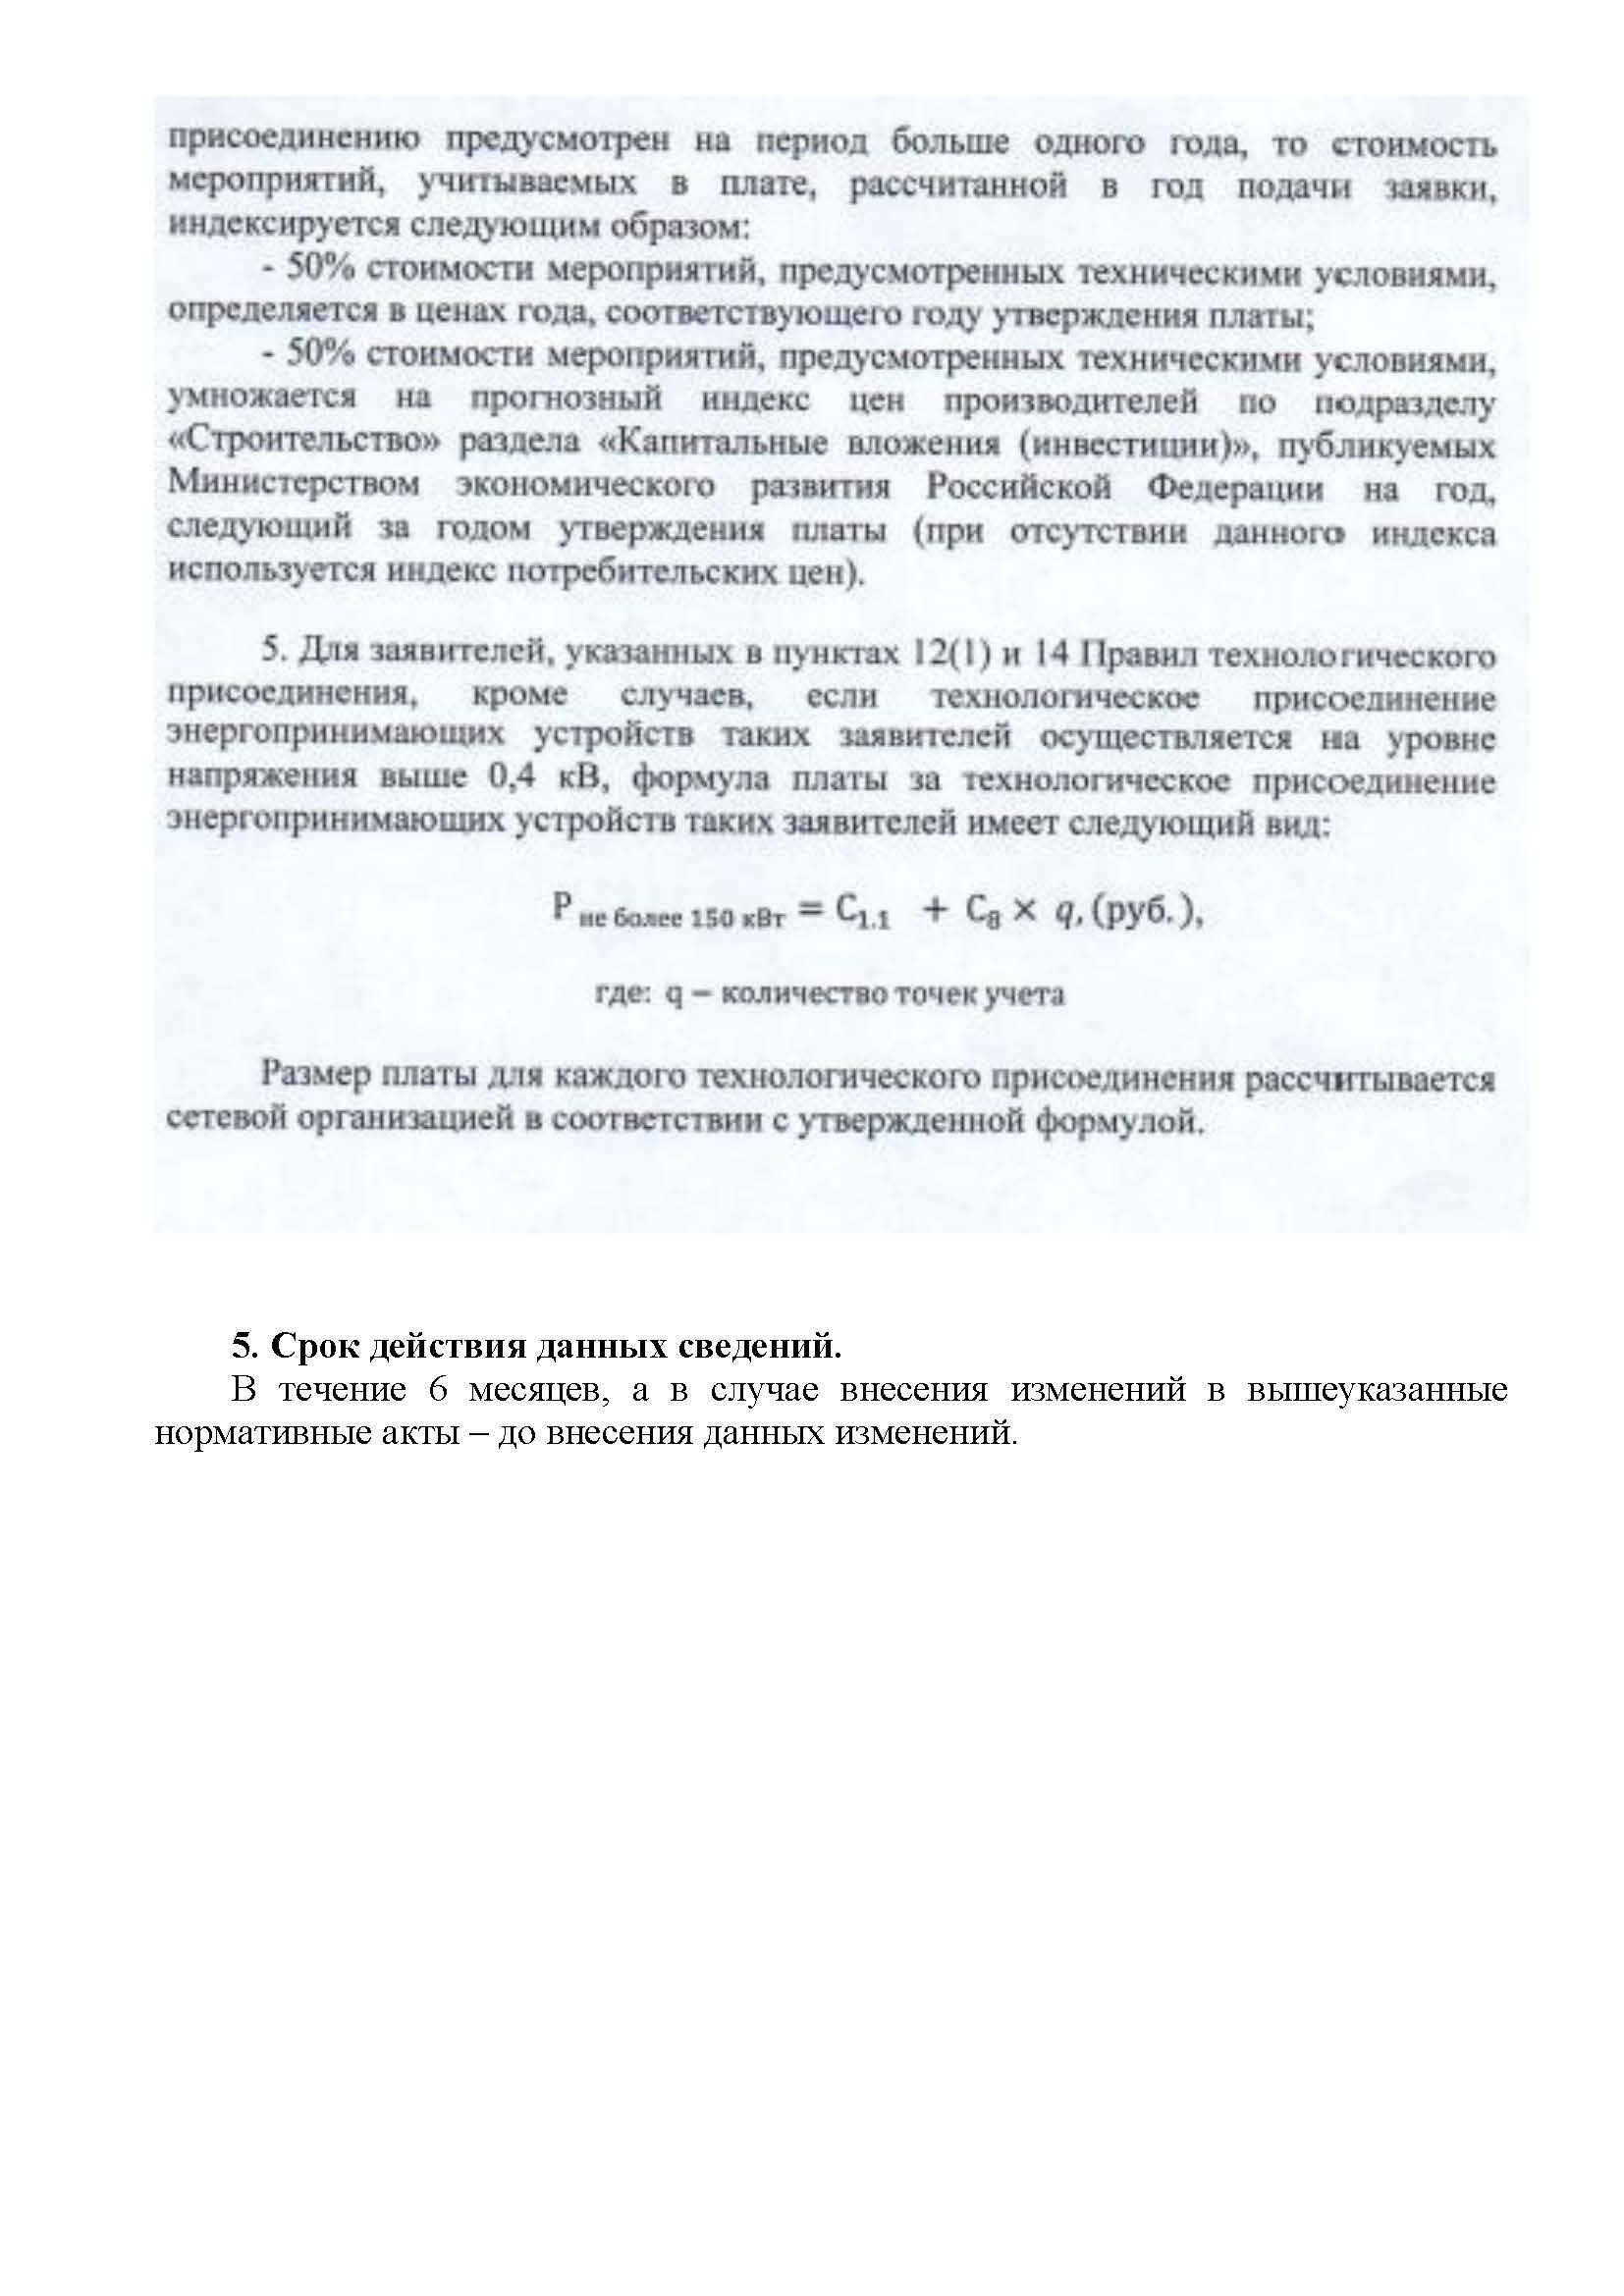 присоединению предусмотрен на период больше одного года, то стоимость
мероприятий, учитываемых в плате, рассчитанной в год подачи заявки,
индексируется следующим образом:
- 50% стоимости мероприятий, предусмотренных техническими условиями,
определяется в ценах года, соответствующего году утверждения платы;
- 50% стоимости мероприятий, предусмотренных техническими условиями,
умножается на прогнозный индекс цен производителей по подразделу
«Строительство» раздела «Капитальные вложения (инвестиции)», публикуемых
Министерством экономического развития Российской Федерации на год,
следующий за годом утверждения платы (при отсутствии данного индекса
используется индекс потребительских цен).
5. Для заявителей, указанных в пунктах 12(1) и 14 Правил технологического
присоединения, кроме случаев, если технологическое присоединение
энергопринимающих устройств таких заявителей осуществляется на уровне
напряжения выше 0,4 кВ, формула платы за технологическое присоединение
энергопринимающих устройств таких заявителей имеет следующий вид:
P не более 150 кВт = C1.1 + C8 × q, (руб.),
где: q – количество точек учета
Размер платы для каждого технологического присоединения рассчитывается
сетевой организацией в соответствии с утвержденной формулой.
5. Срок действия данных сведений.
В течение 6 месяцев, а в случае внесения изменений в вышеуказанные
нормативные акты – до внесения данных изменений.